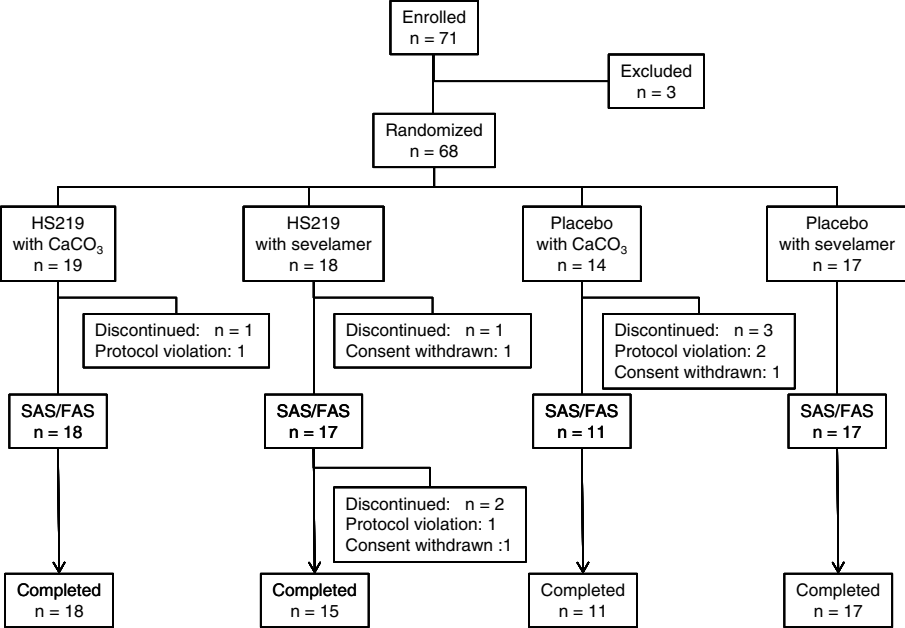 Enrolled
n = 71
Excluded
n = 3
Randomized
n = 68
HS219
with CaCO₃
n = 19
HS219
with sevelamer
n = 18
Placebo
with CaCO₃
n = 14
Placebo
with sevelamer
n = 17
Discontinued: n = 1
Protocol violation: 1
Discontinued: n = 1
Consent withdrawn: 1
Discontinued: n = 3
Protocol violation: 2
Consent withdrawn: 1
SAS/FAS
n = 18
SAS/FAS
n = 17
SAS/FAS
n = 11
SAS/FAS
n = 17
Discontinued: n = 2
Protocol violation: 1
Consent withdrawn :1
Completed
n = 18
Completed
n = 15
Completed
n = 11
Completed
n = 17